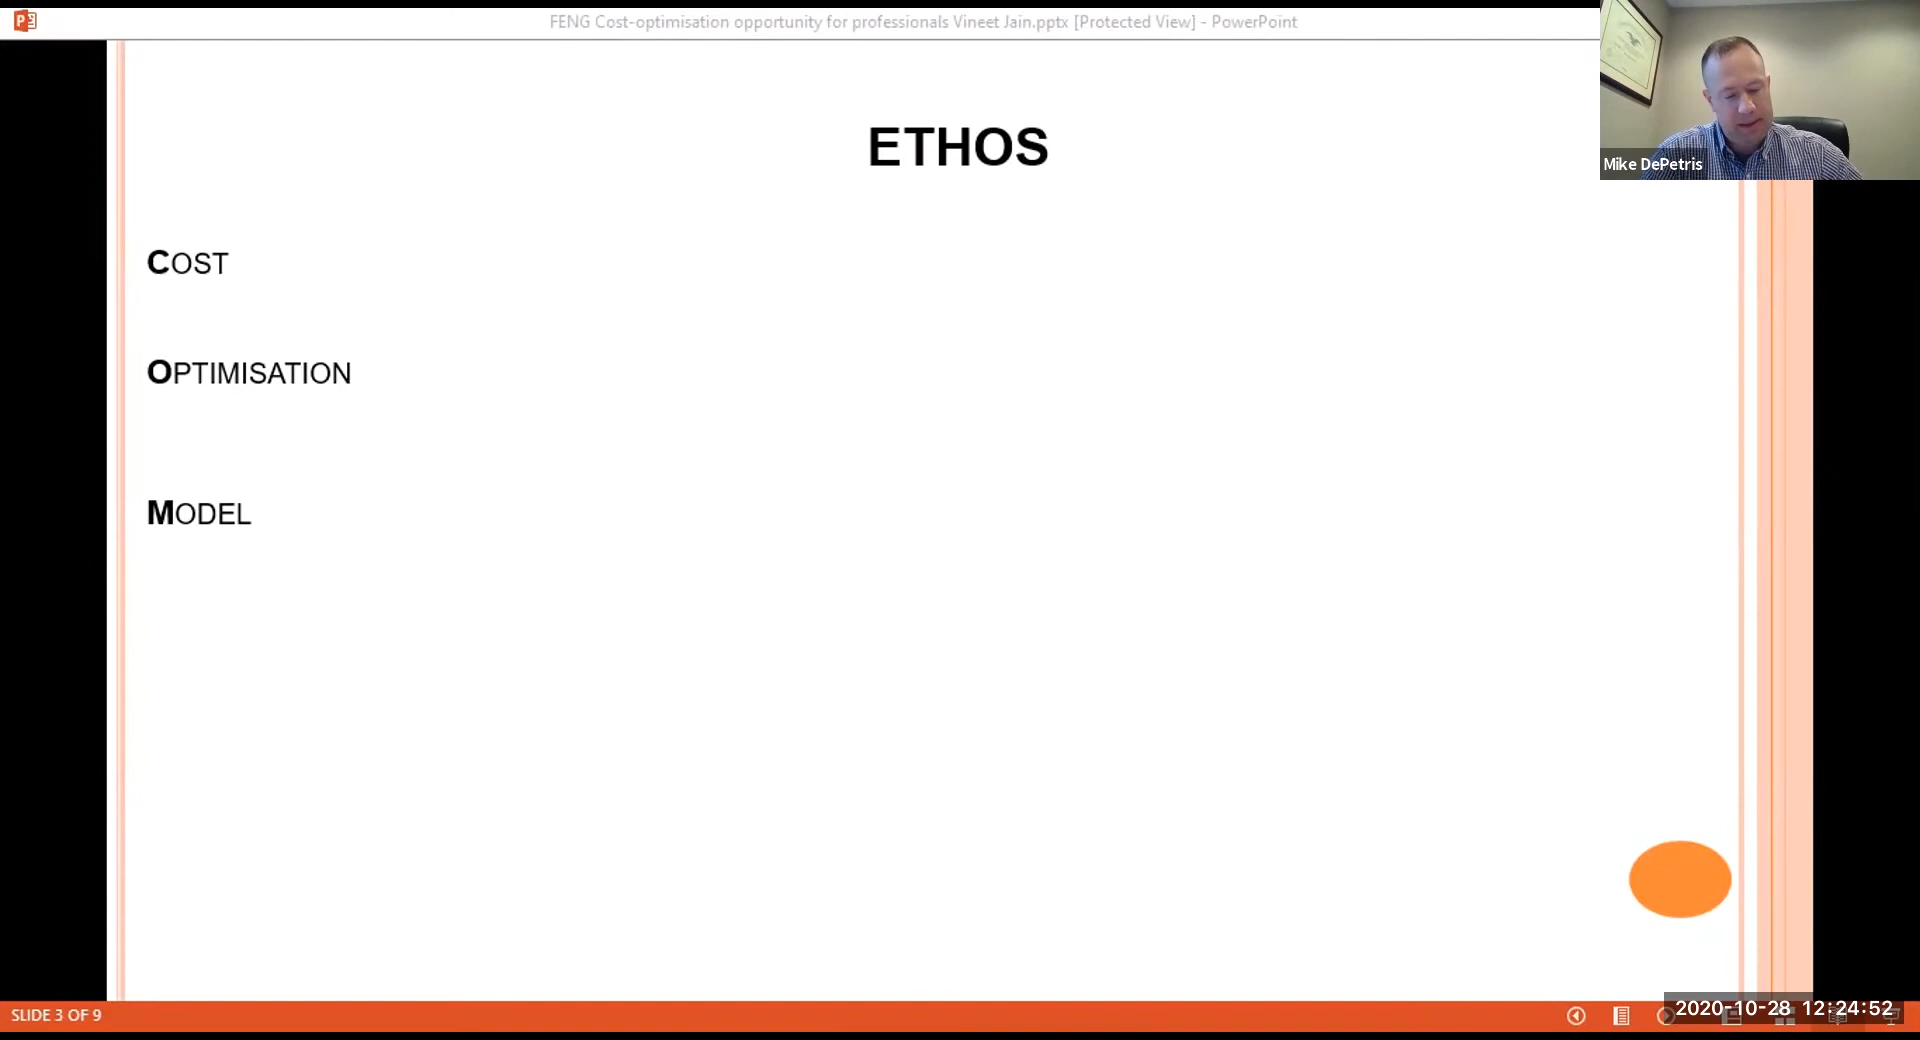 FENG Cost-optimisation opportunity for professionals Vineet Jain.pptx [Protected View] - PowerPoint
Mike DePetris
ETHOS
COST
OPTIMISATION
MODEL
SLIDE 3 OF 9
2020-10-28 12:24:52